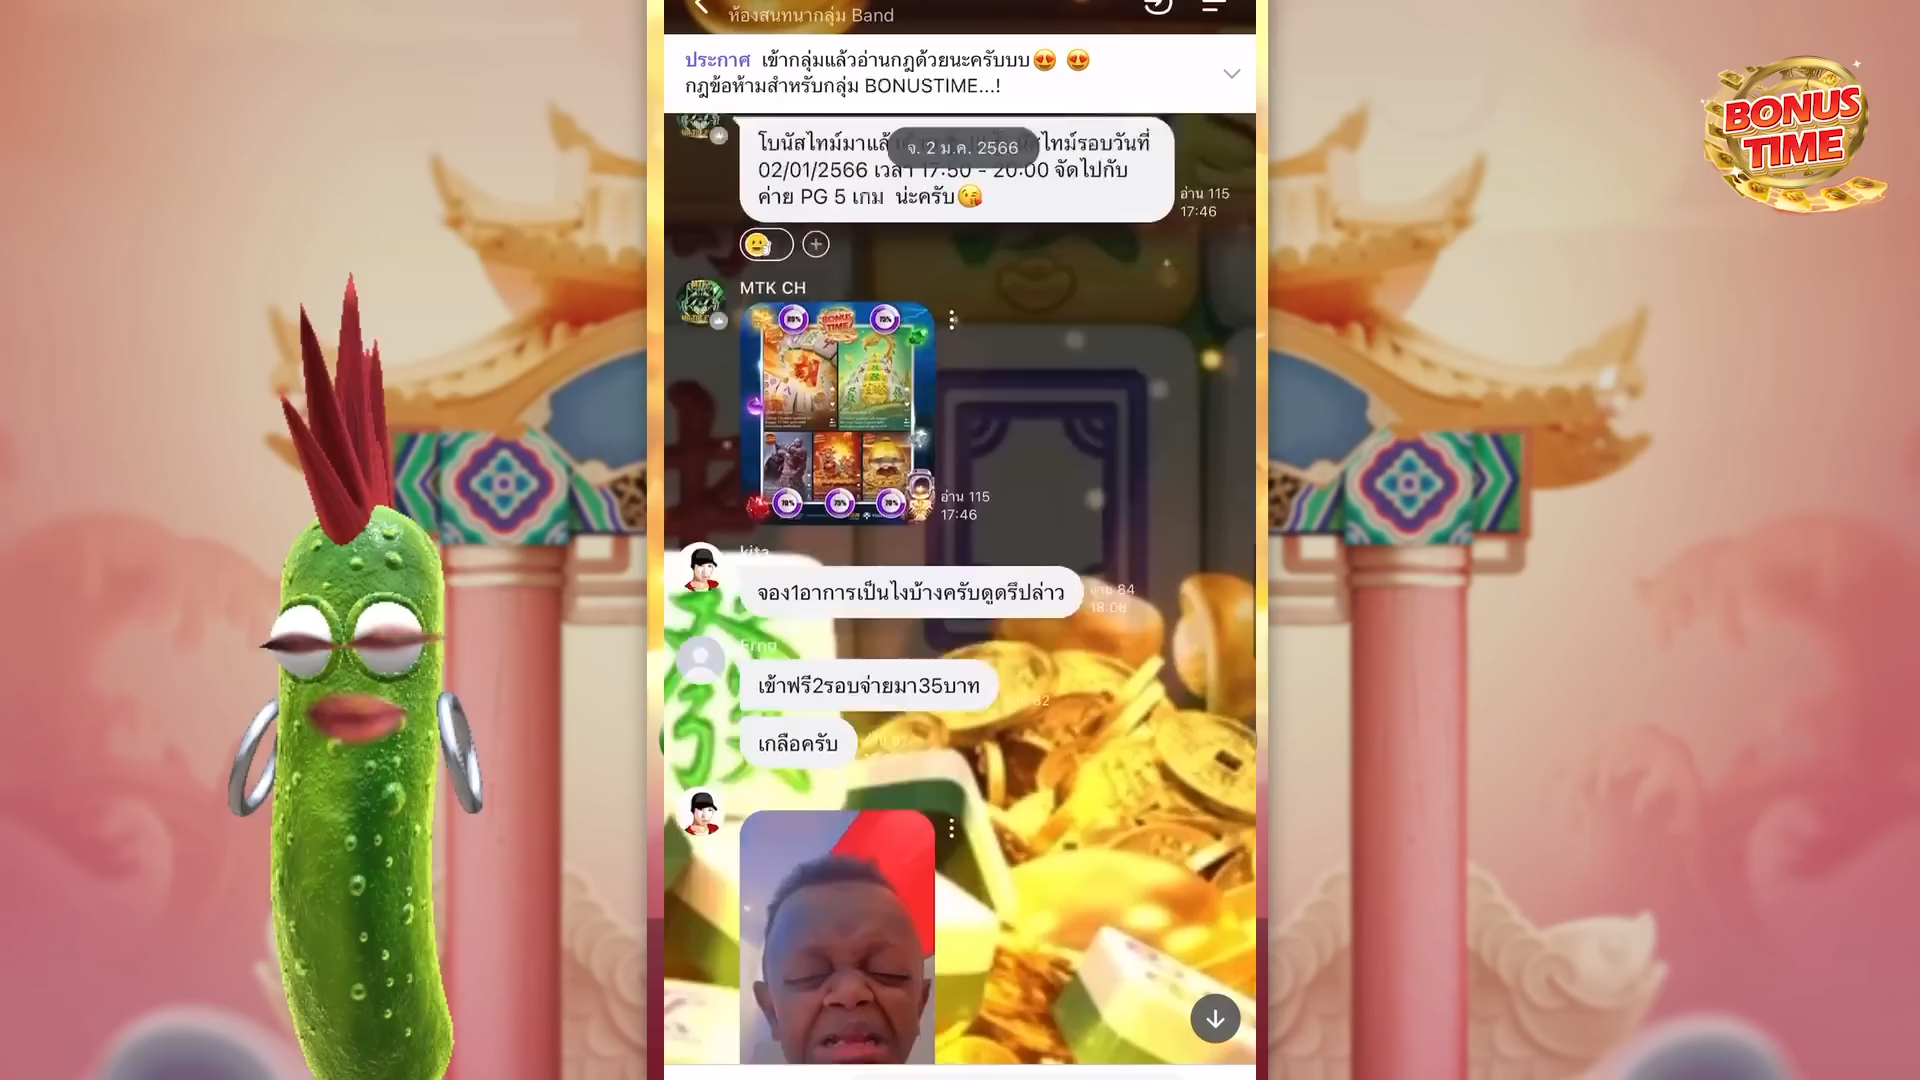 ห้องสนทนากลุ่ม Band
ประกาศ เข้ากลุ่มแล้วอ่านกฎด้วยนะครับบบ😍 😍
กฎข้อห้ามสำหรับกลุ่ม BONUSTIME...!
BONUS
TIME
จ. 2 ม.ค. 2566
โบนัสไทม์มาแล้ว ไทม์รอบวันที่
02/01/2566 เวลา 17:50 - 20:00 จัดไปกับ
ค่าย PG 5 เกม น่ะครับ😘
อ่าน 115
17:46
MTK CH
BONUS
TIME
80%
75%
70%
75%
70%
อ่าน 115
17:46
kita
จอง1อาการเป็นไงบ้างครับดูดรึปล่าว
อ่าน 84
18:06
เข้าฟรี2รอบจ่ายมา35บาท
เกลือครับ